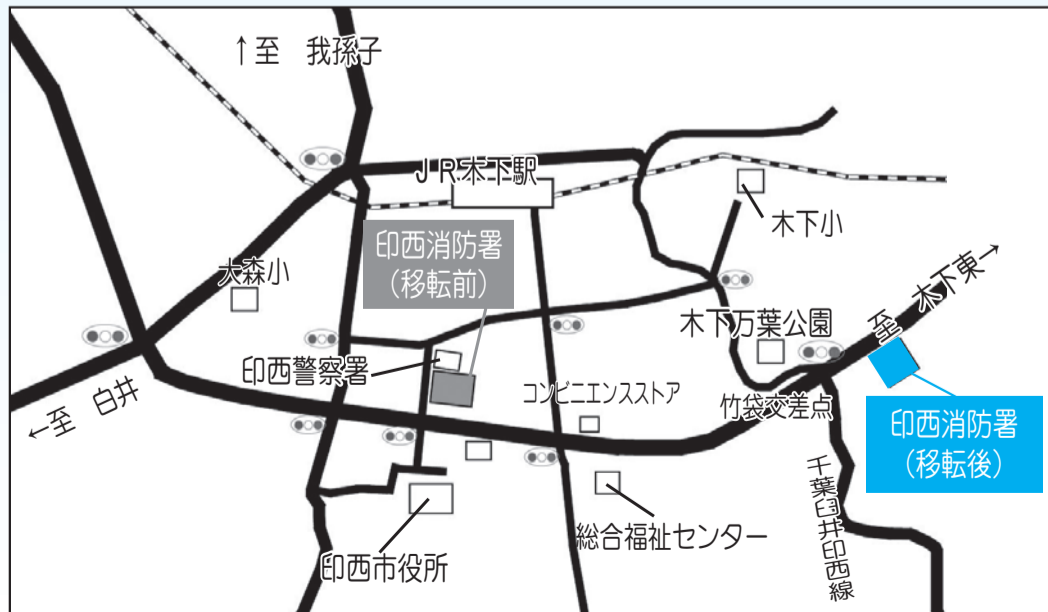 ↑至 我孫子
JR木下駅
木下小
印西消防署
(移転前)
大森小
至 木下東→
木下万葉公園
印西警察署
コンビニエンスストア
竹袋交差点
←至 白井
印西消防署
(移転後)
千葉臼井印西線
総合福祉センター
印西市役所